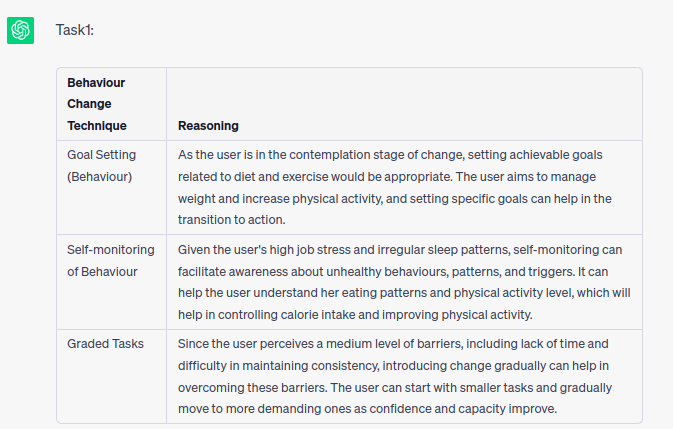 Task1:
Behaviour
Change
Technique
Reasoning
Goal Setting
(Behaviour)
As the user is in the contemplation stage of change, setting achievable goals
related to diet and exercise would be appropriate. The user aims to manage
weight and increase physical activity, and setting specific goals can help in the
transition to action.
Self-monitoring
of Behaviour
Given the user's high job stress and irregular sleep patterns, self-monitoring can
facilitate awareness about unhealthy behaviours, patterns, and triggers. It can
help the user understand her eating patterns and physical activity level, which will
help in controlling calorie intake and improving physical activity.
Graded Tasks
Since the user perceives a medium level of barriers, including lack of time and
difficulty in maintaining consistency, introducing change gradually can help in
overcoming these barriers. The user can start with smaller tasks and gradually
move to more demanding ones as confidence and capacity improve.